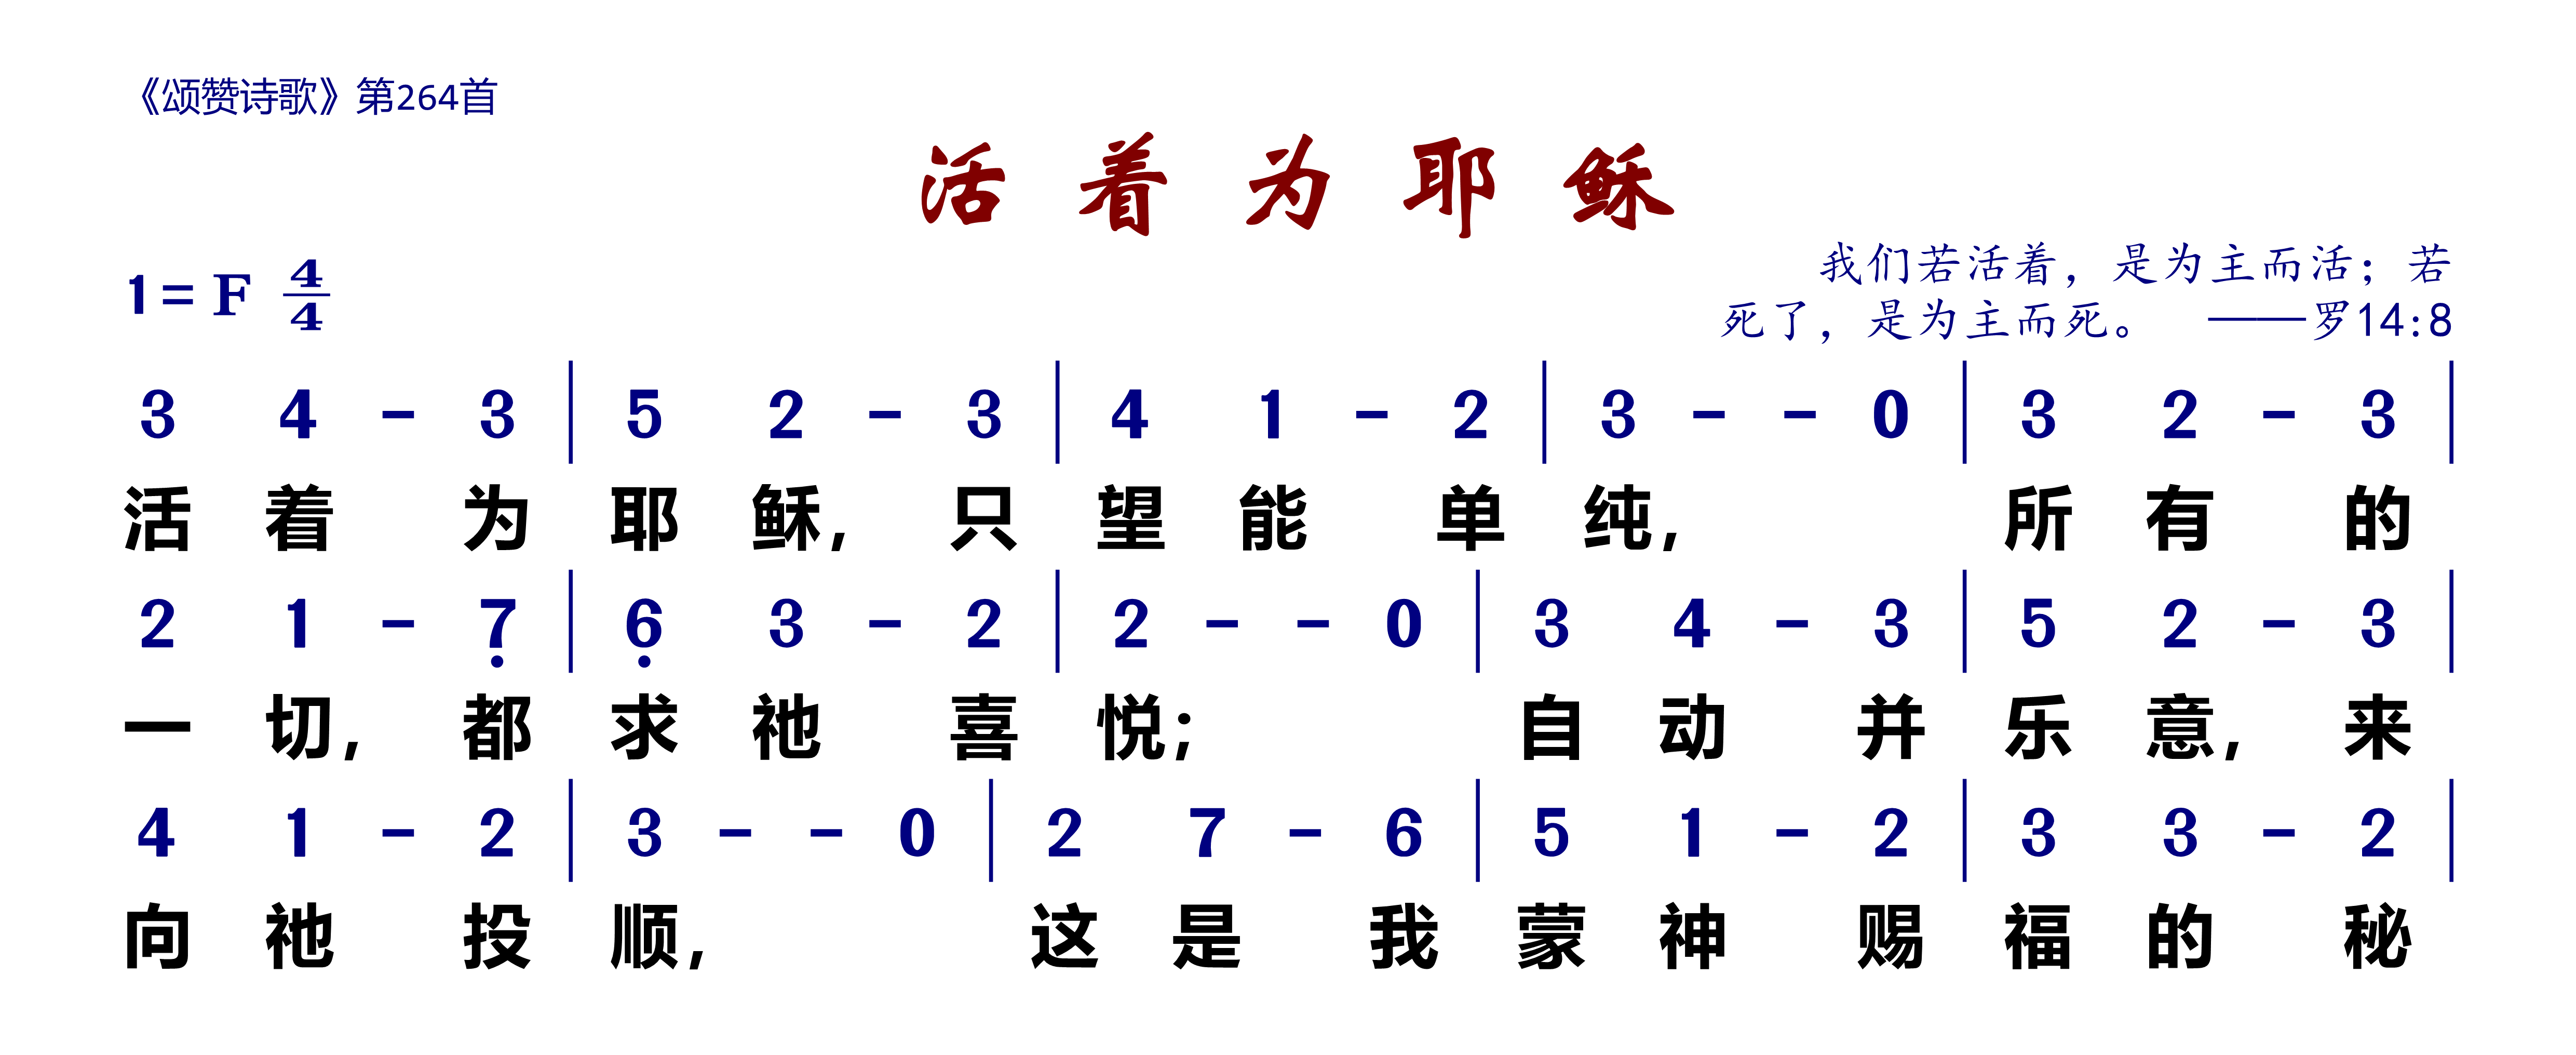 《颂赞诗歌》第264首
活着为耶稣
1=F 4/4
我们若活着，是为主而活；若
死了，是为主而死。 ——罗14:8
3 4 - 3 | 5 2 - 3 | 4 1 - 2 | 3 - - 0 | 3 2 - 3 |
活着为耶稣，只望能单纯，所有的
2 1 - 7̣ | 6̣ 3 - 2 | 2 - - 0 | 3 4 - 3 | 5 2 - 3 |
一切，都求祂喜悦；自动并乐意，来
4 1 - 2 | 3 - - 0 | 2 7 - 6 | 5 1 - 2 | 3 3 - 2 |
向祂投顺，这是我蒙神赐福的秘